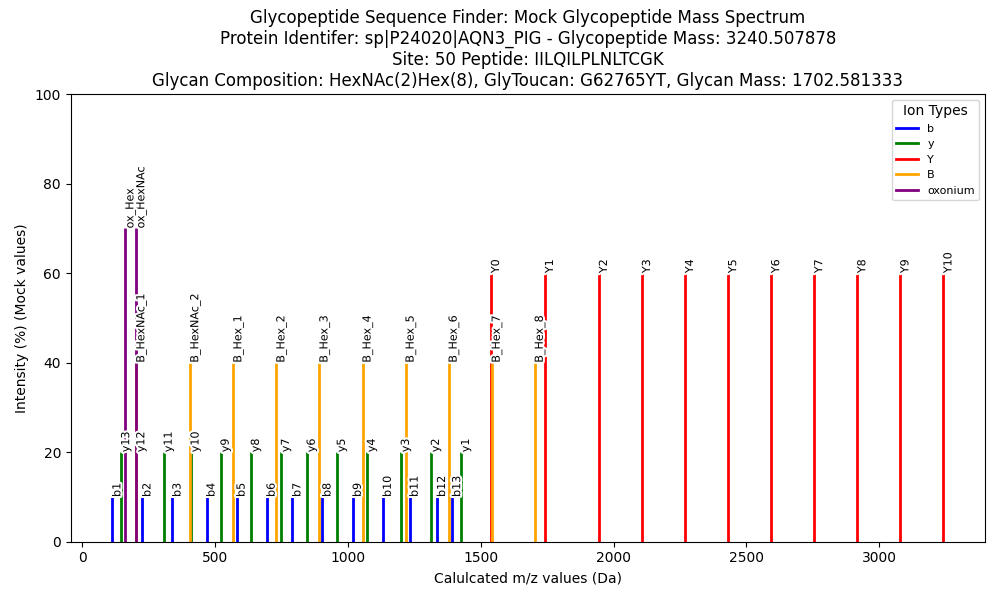 Glycopeptide Sequence Finder: Mock Glycopeptide Mass Spectrum
Protein Identifer: sp|P24020|AQN3_PIG - Glycopeptide Mass: 3240.507878
Site: 50 Peptide: IILQILPLNLTCGK
Glycan Composition: HexNAc(2)Hex(8), GlyToucan: G62765YT, Glycan Mass: 1702.581333
Intensity (%) (Mock values)
100
80
60
40
20
0
Ion Types
b
y
Y
B
oxonium
ox_Hex
ox_HexNAc
Y0
Y1
Y2
Y3
Y4
Y5
Y6
Y7
Y8
Y9
Y10
B_HexNAc_1
B_HexNAc_2
B_Hex_1
B_Hex_2
B_Hex_3
B_Hex_4
B_Hex_5
B_Hex_6
B_Hex_7
B_Hex_8
y13
y12
y11
y10
y9
y8
y7
y6
y5
y4
y3
y2
y1
b1
b2
b3
b4
b5
b6
b7
b8
b9
b10
b11
b12
b13
0
500
1000
1500
2000
2500
3000
Calulcated m/z values (Da)